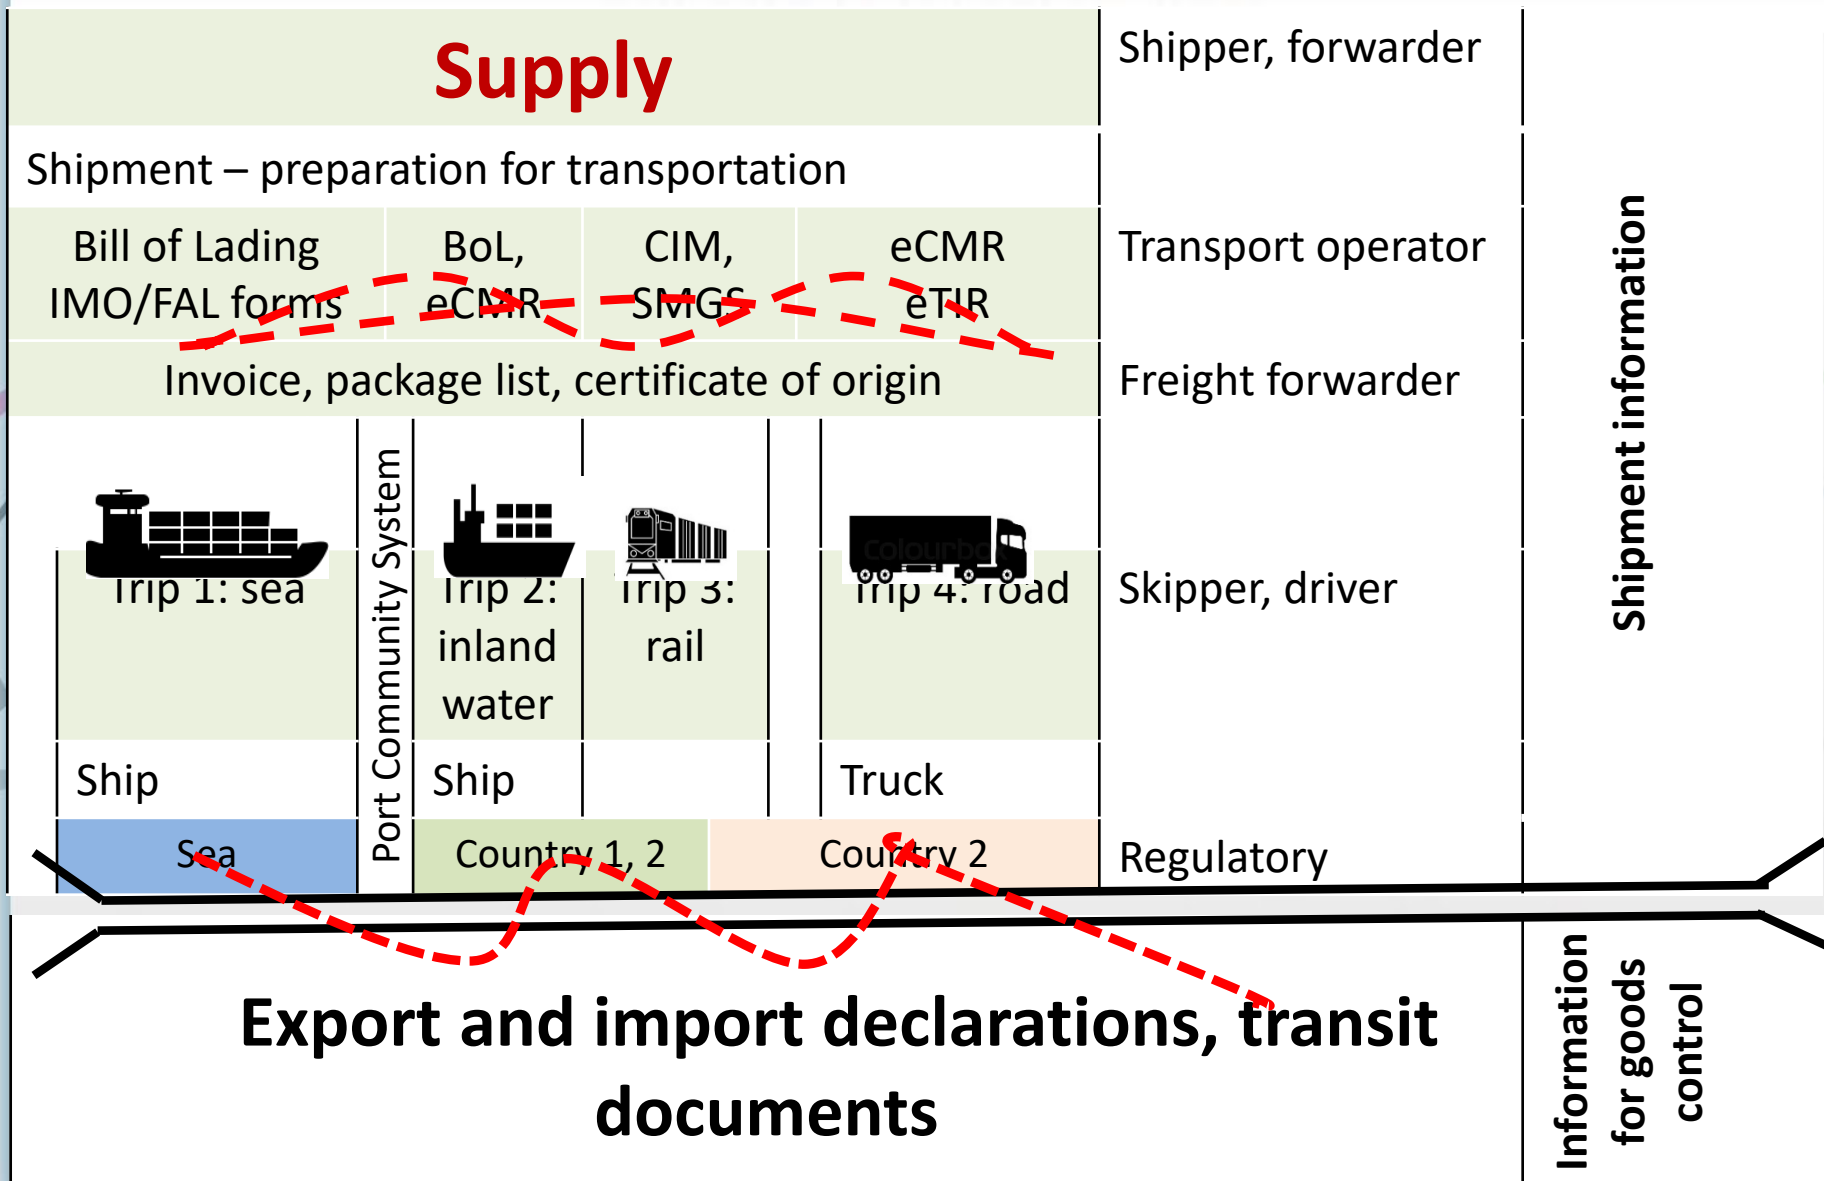 Supply
Shipper, forwarder
Shipment – preparation for transportation
Bill of Lading
IMO/FAL forms
BoL,
eCMR
CIM,
SMGS
eCMR
eTIR
Transport operator
Invoice, package list, certificate of origin
Freight forwarder
Shipment information
Port Community System
colourbox
Trip 1: sea
Trip 2:
inland
water
Trip 3:
rail
Trip 4: road
Skipper, driver
Ship
Ship
Truck
Sea
Country 1, 2
Country 2
Regulatory
Export and import declarations, transit
documents
Information
for goods
control